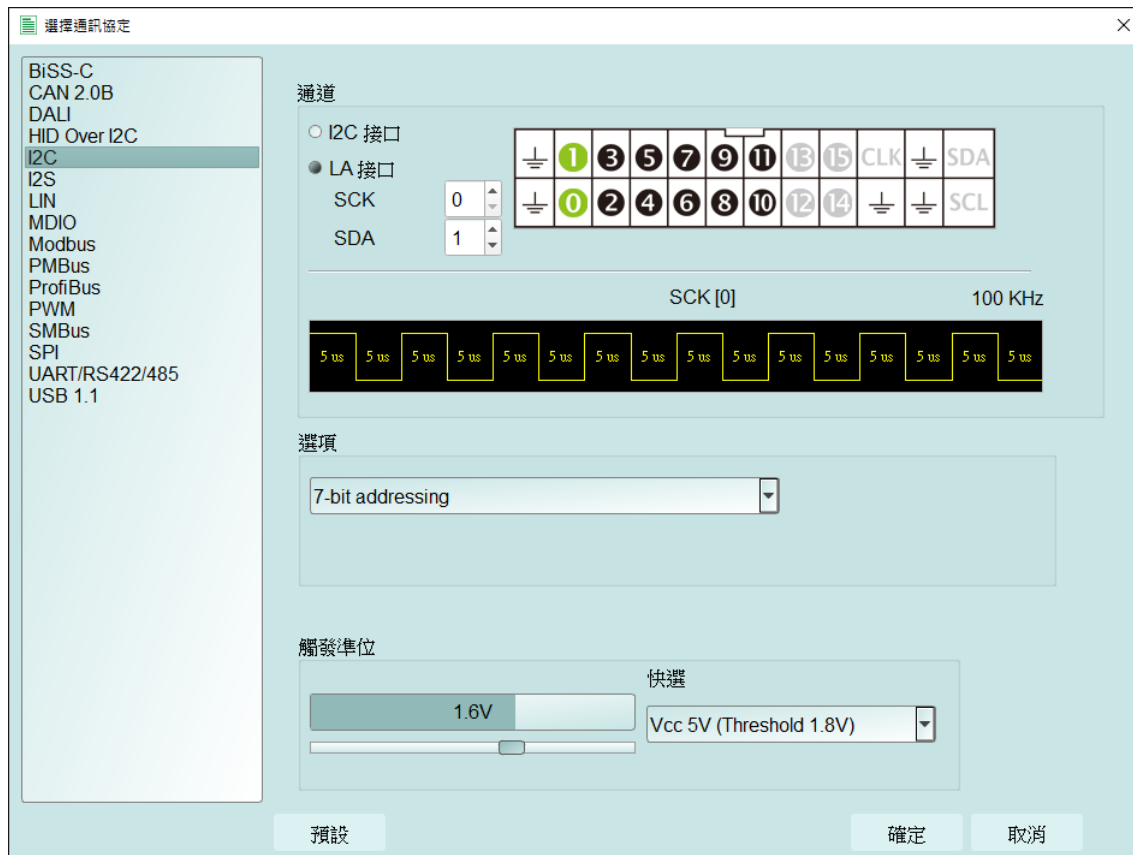 選擇通訊協定
BiSS-C
CAN 2.0B
DALI
HID Over I2C
I2C
I2S
LIN
MDIO
Modbus
PMBus
ProfiBus
PWM
SMBus
SPI
UART/RS422/485
USB 1.1
通道
I2C 接口
LA 接口
SCK 0
SDA 1
1 3 5 7 9 11 13 15 CLK SDA
0 2 4 6 8 10 12 14 SCL
SCK [0] 100 KHz
5 us 5 us 5 us 5 us 5 us 5 us 5 us 5 us 5 us 5 us 5 us 5 us 5 us 5 us 5 us 5 us
選項
7-bit addressing
觸發準位
快選
1.6V
Vcc 5V (Threshold 1.8V)
預設 確定 取消